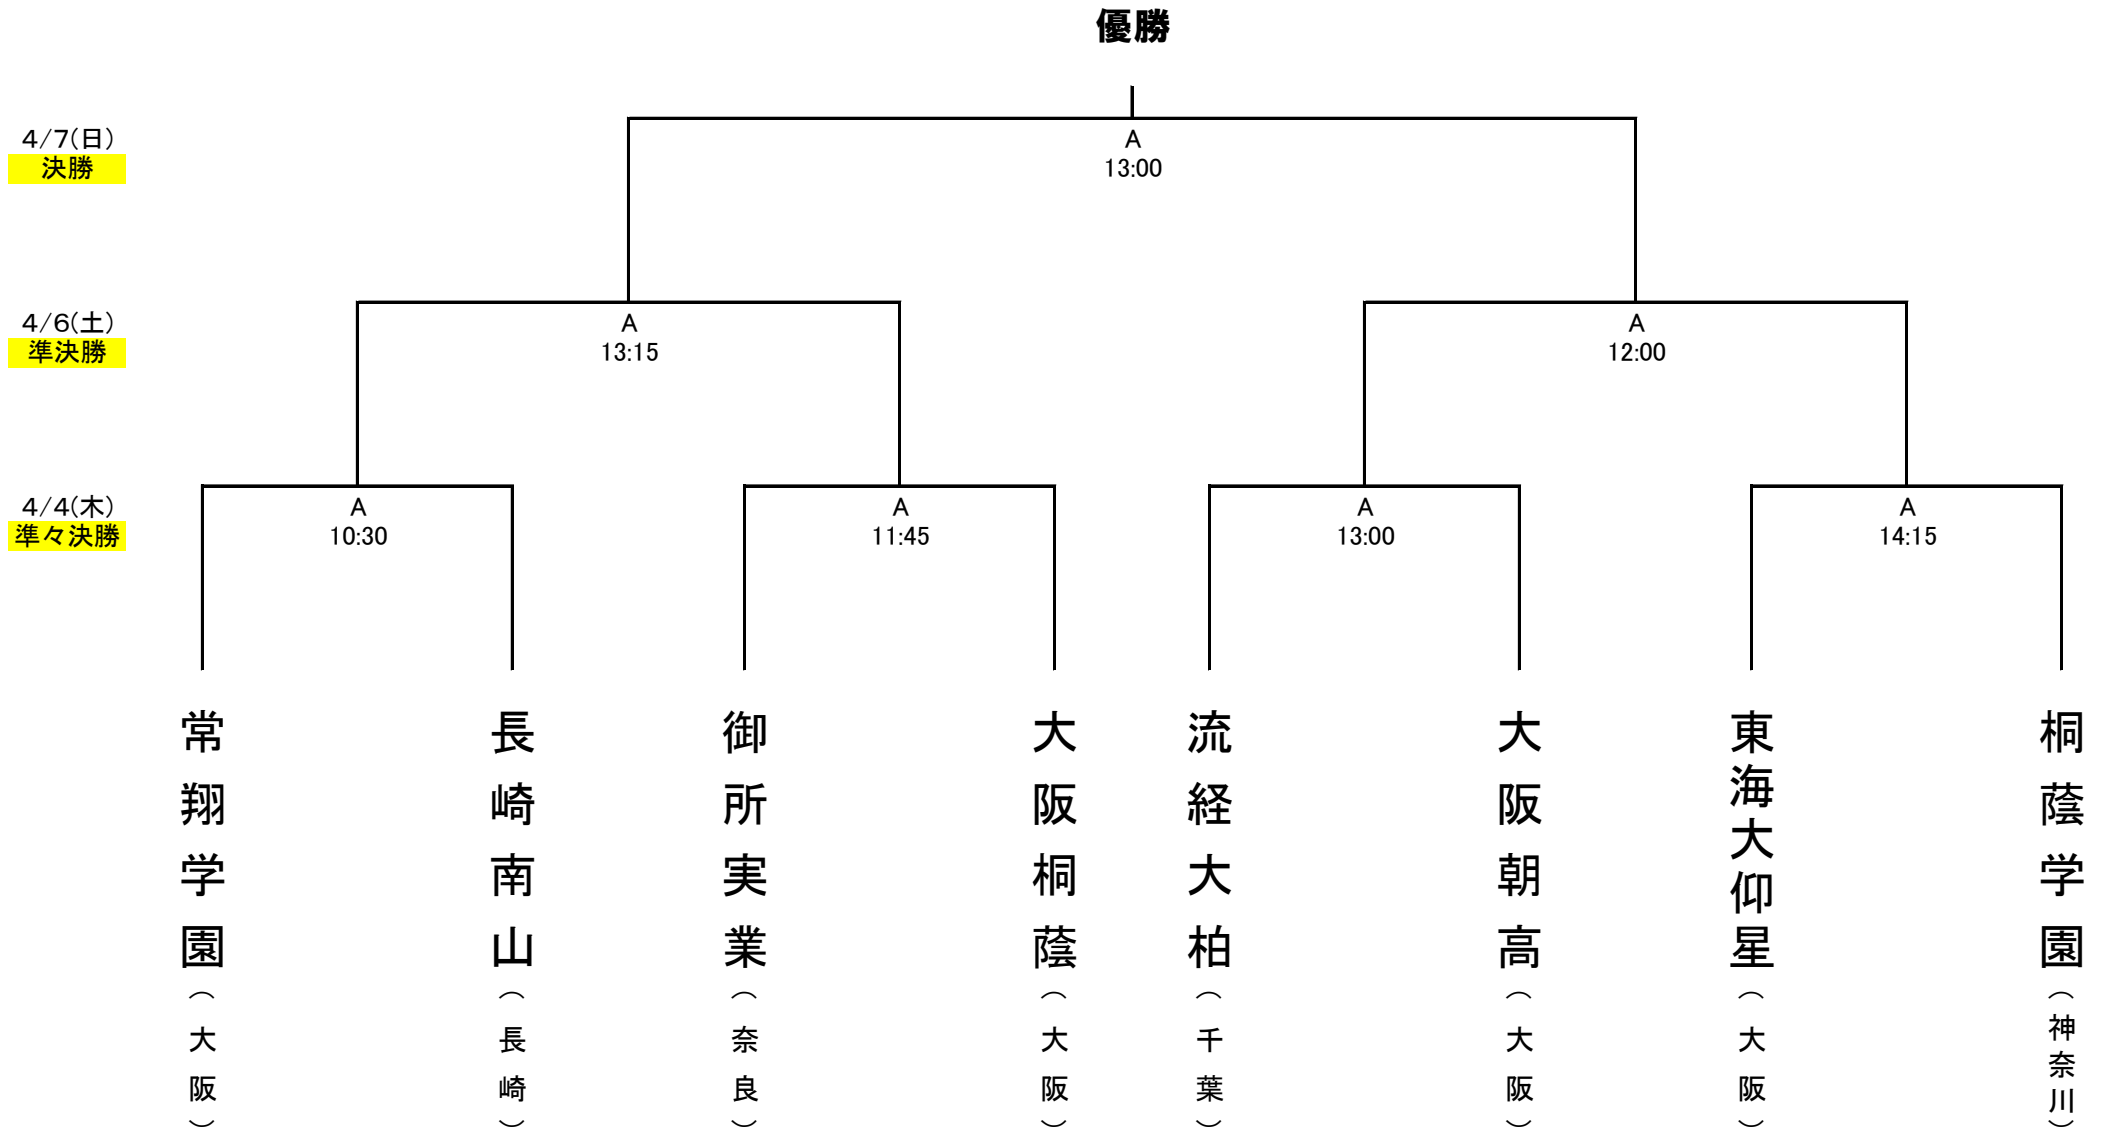 優勝
4/7(日)
決勝
A
13:00
4/6(土)
準決勝
A
13:15
A
12:00
4/4(木)
準々決勝
A
10:30
A
11:45
A
13:00
A
14:15
常翔学園(大阪)
長崎南山(長崎)
御所実業(奈良)
大阪桐蔭(大阪)
流経大柏(千葉)
大阪朝高(大阪)
東海大仰星(大阪)
桐蔭学園(神奈川)